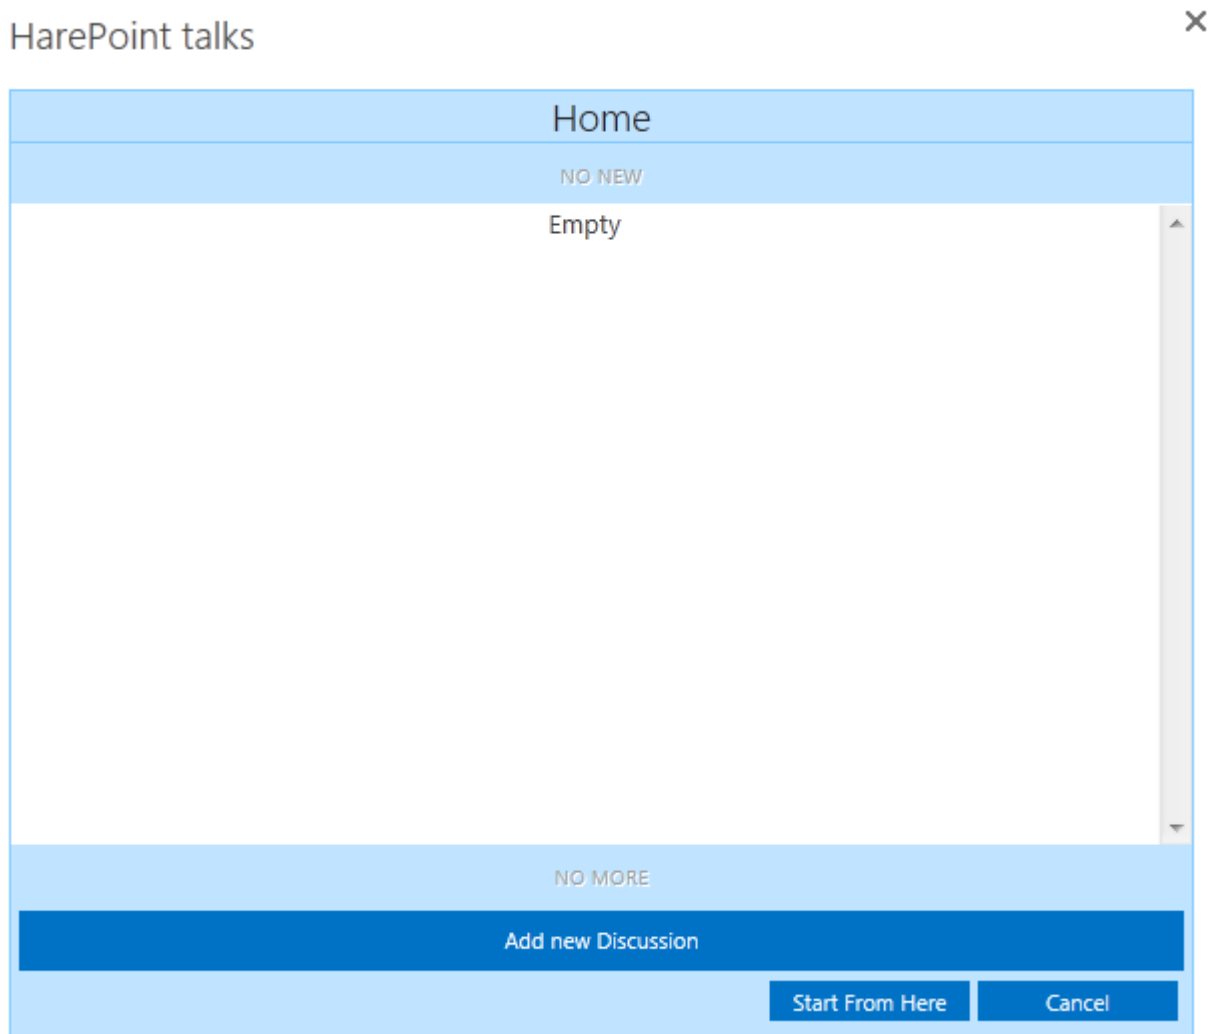 HarePoint talks
Home
NO NEW
Empty
NO MORE
Add new Discussion
Start From Here
Cancel